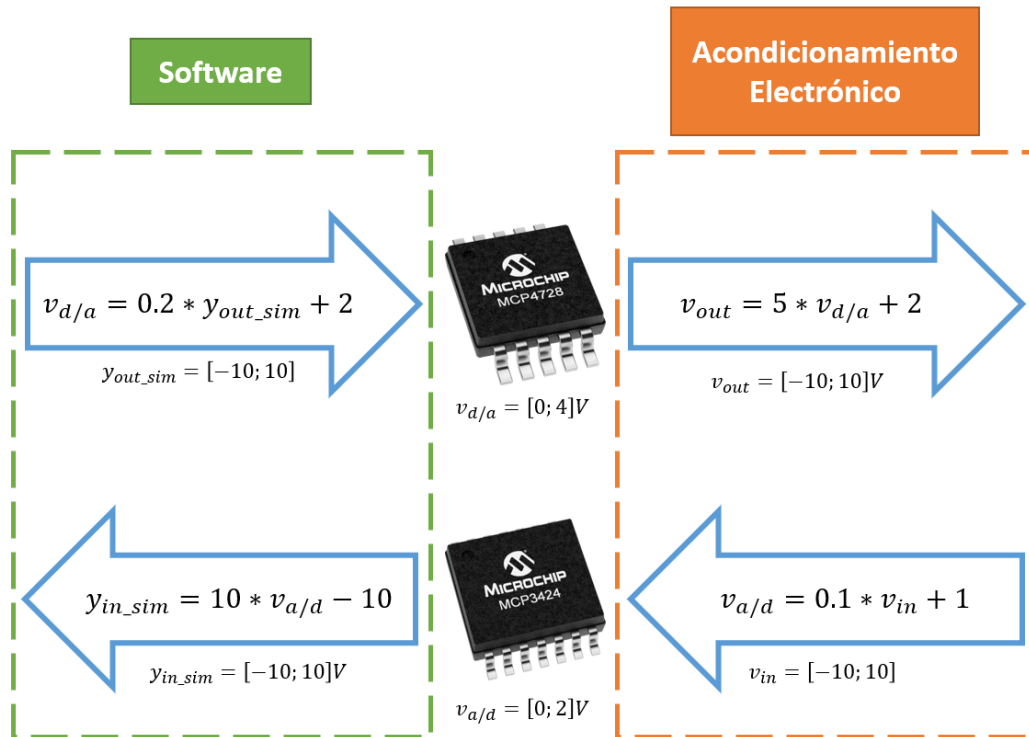 Software
Acondicionamiento
Electrónico
v_{d/a} = 0.2 * y_{out_sim} + 2
y_{out_sim} = [-10; 10]
MICROCHIP
MCP4728
v_{d/a} = [0; 4]V
v_{out} = 5 * v_{d/a} + 2
v_{out} = [-10; 10]V
y_{in_sim} = 10 * v_{a/d} - 10
y_{in_sim} = [-10; 10]V
MICROCHIP
MCP3424
v_{a/d} = [0; 2]V
v_{a/d} = 0.1 * v_{in} + 1
v_{in} = [-10; 10]